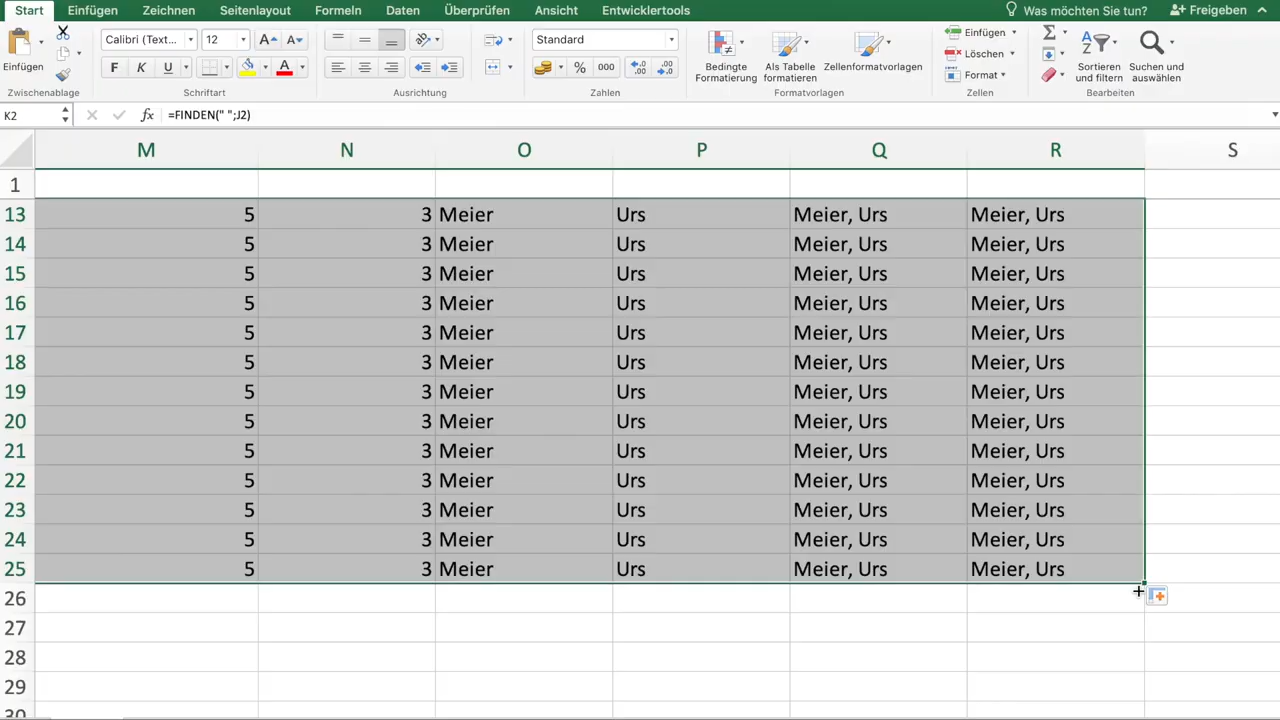 Start Einfügen Zeichnen Seitenlayout Formeln Daten Überprüfen Ansicht Entwicklertools Was möchten Sie tun? Freigeben
Calibri (Text... 12 A A Standard Einfügen Σ A Z
Einfügen Bedingte Formatierung Als Tabelle formatieren Zellenformatvorlagen Löschen Sortieren und filtern Suchen und auswählen
F K U A % 000 ,00 ,0 Format
Zwischenablage Schriftart Ausrichtung Zahlen Formatvorlagen Zellen Bearbeiten
K2 fx =FINDEN(" ";J2)
M N O P Q R S
1
13 5 3 Meier Urs Meier, Urs Meier, Urs
14 5 3 Meier Urs Meier, Urs Meier, Urs
15 5 3 Meier Urs Meier, Urs Meier, Urs
16 5 3 Meier Urs Meier, Urs Meier, Urs
17 5 3 Meier Urs Meier, Urs Meier, Urs
18 5 3 Meier Urs Meier, Urs Meier, Urs
19 5 3 Meier Urs Meier, Urs Meier, Urs
20 5 3 Meier Urs Meier, Urs Meier, Urs
21 5 3 Meier Urs Meier, Urs Meier, Urs
22 5 3 Meier Urs Meier, Urs Meier, Urs
23 5 3 Meier Urs Meier, Urs Meier, Urs
24 5 3 Meier Urs Meier, Urs Meier, Urs
25 5 3 Meier Urs Meier, Urs Meier, Urs
26
27
28
29
30